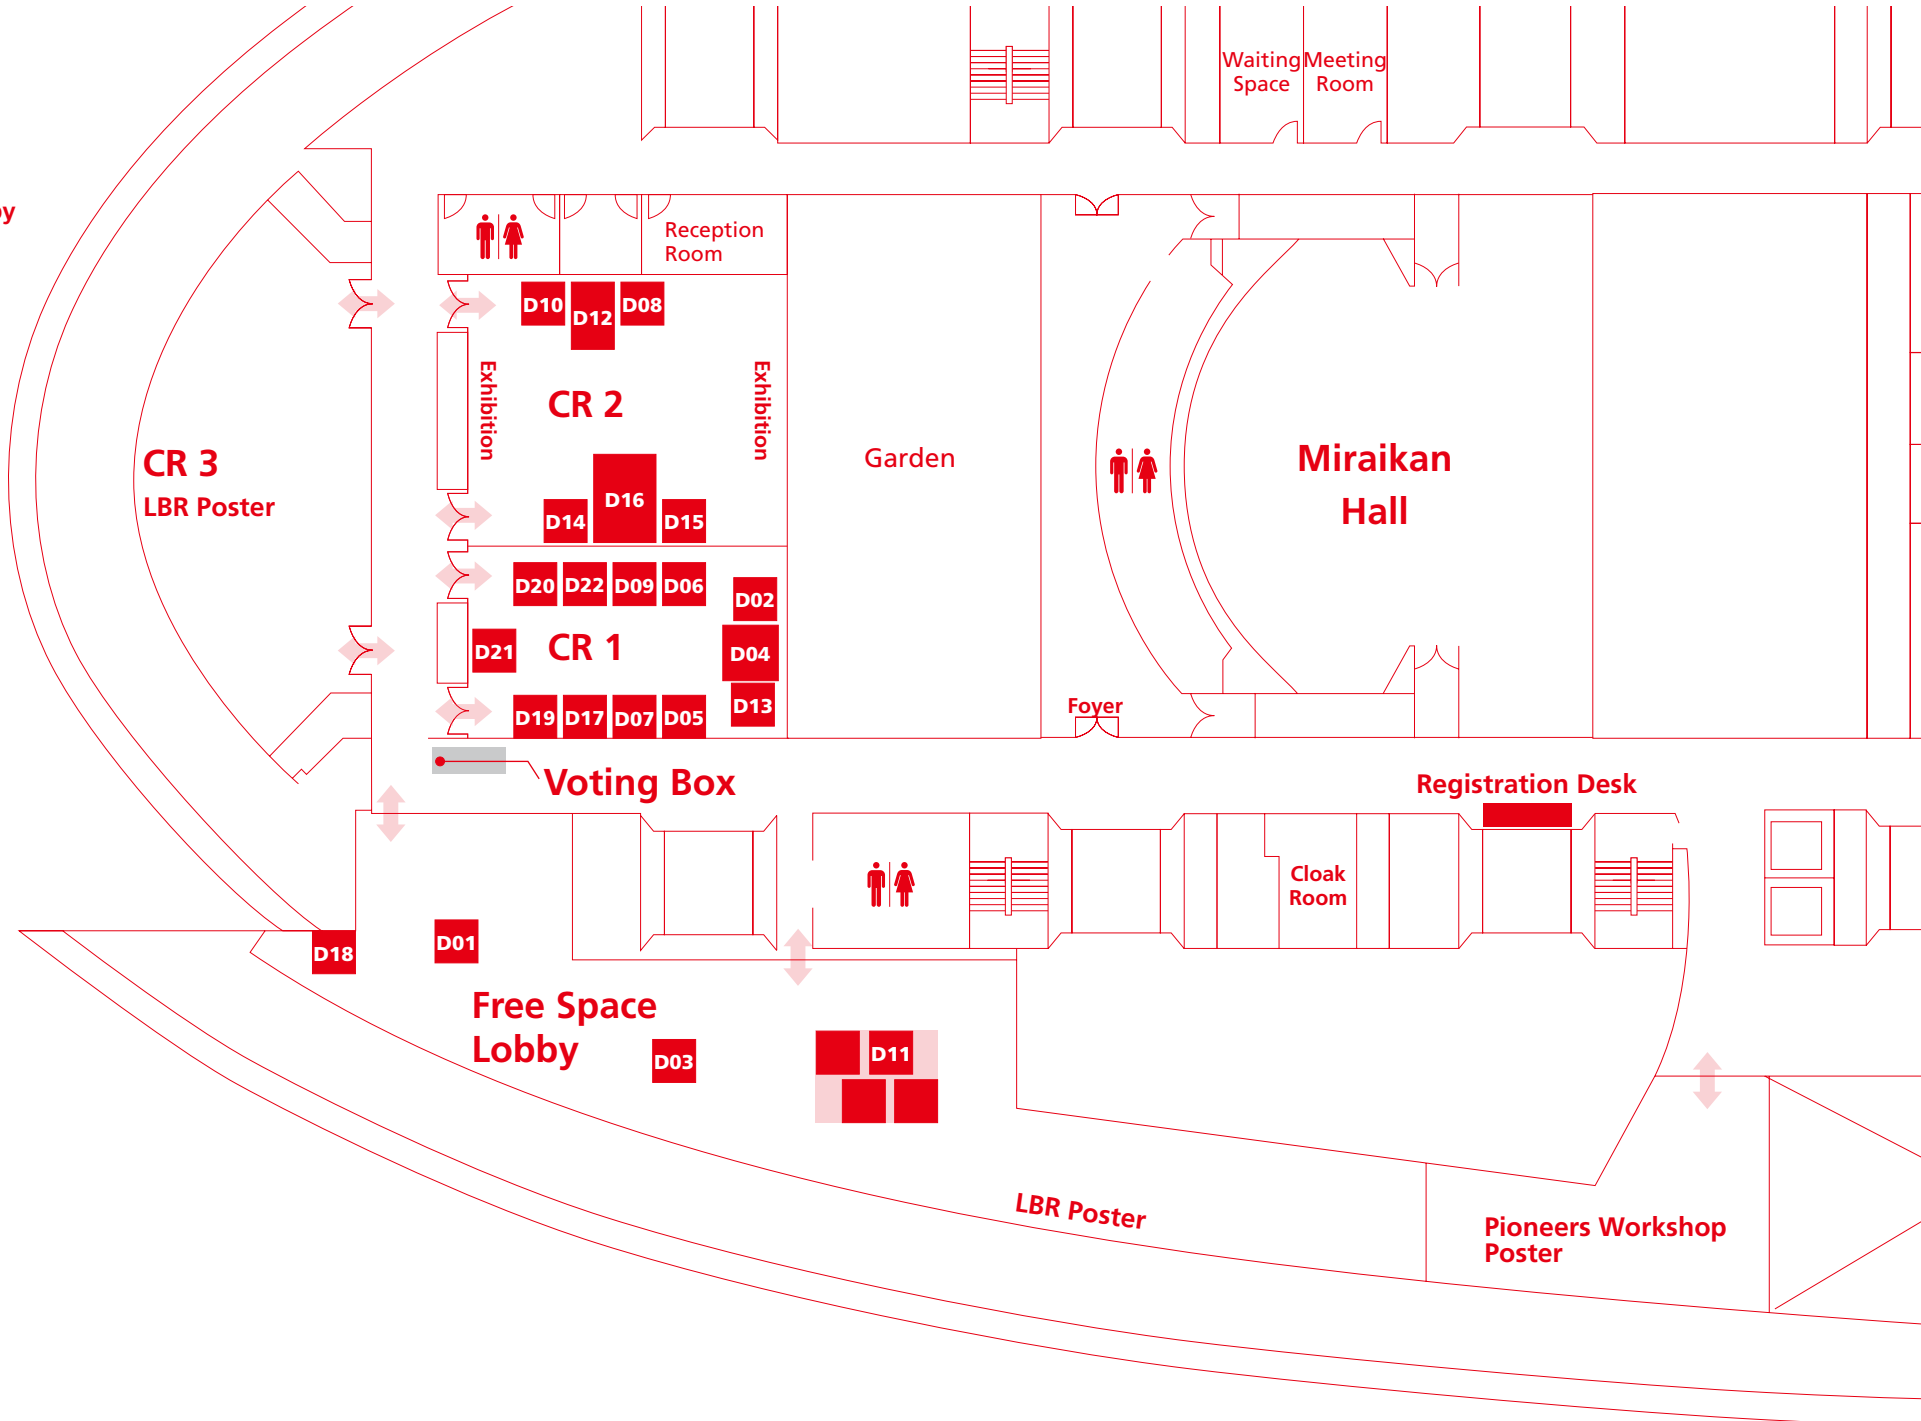 Waiting
Space
Meeting
Room
Reception
Room
D10
D12
D08
Exhibition
Exhibition
CR 2
CR 3
LBR Poster
D16
D14
D15
Garden
Miraikan
Hall
D20
D22
D09
D06
D02
D21
CR 1
D04
D13
D19
D17
D07
D05
Foyer
Voting Box
Registration Desk
Cloak
Room
D18
D01
Free Space
Lobby
D03
D11
LBR Poster
Pioneers Workshop
Poster